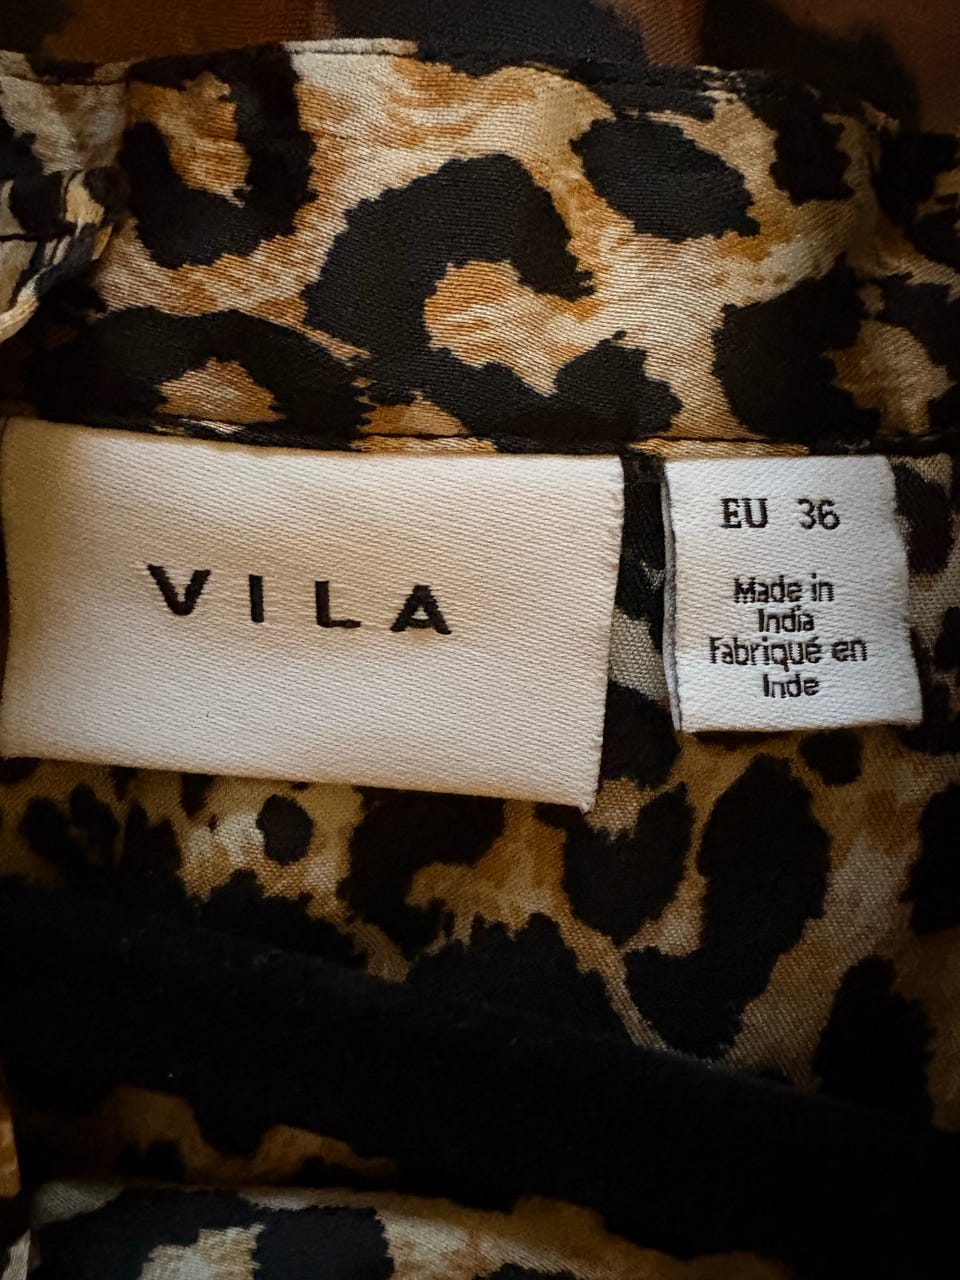 VILA
EU 36
Made in
India
Fabriqué en
Inde